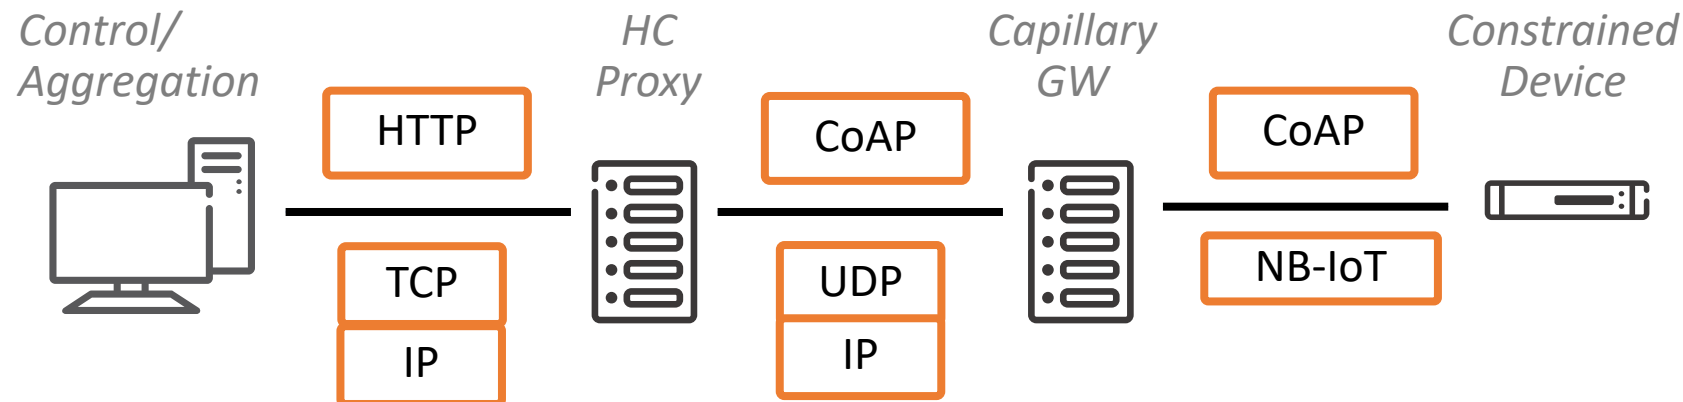 Control/
Aggregation
HC
Proxy
Capillary
GW
Constrained
Device
HTTP
CoAP
CoAP
TCP
IP
UDP
IP
NB-IoT